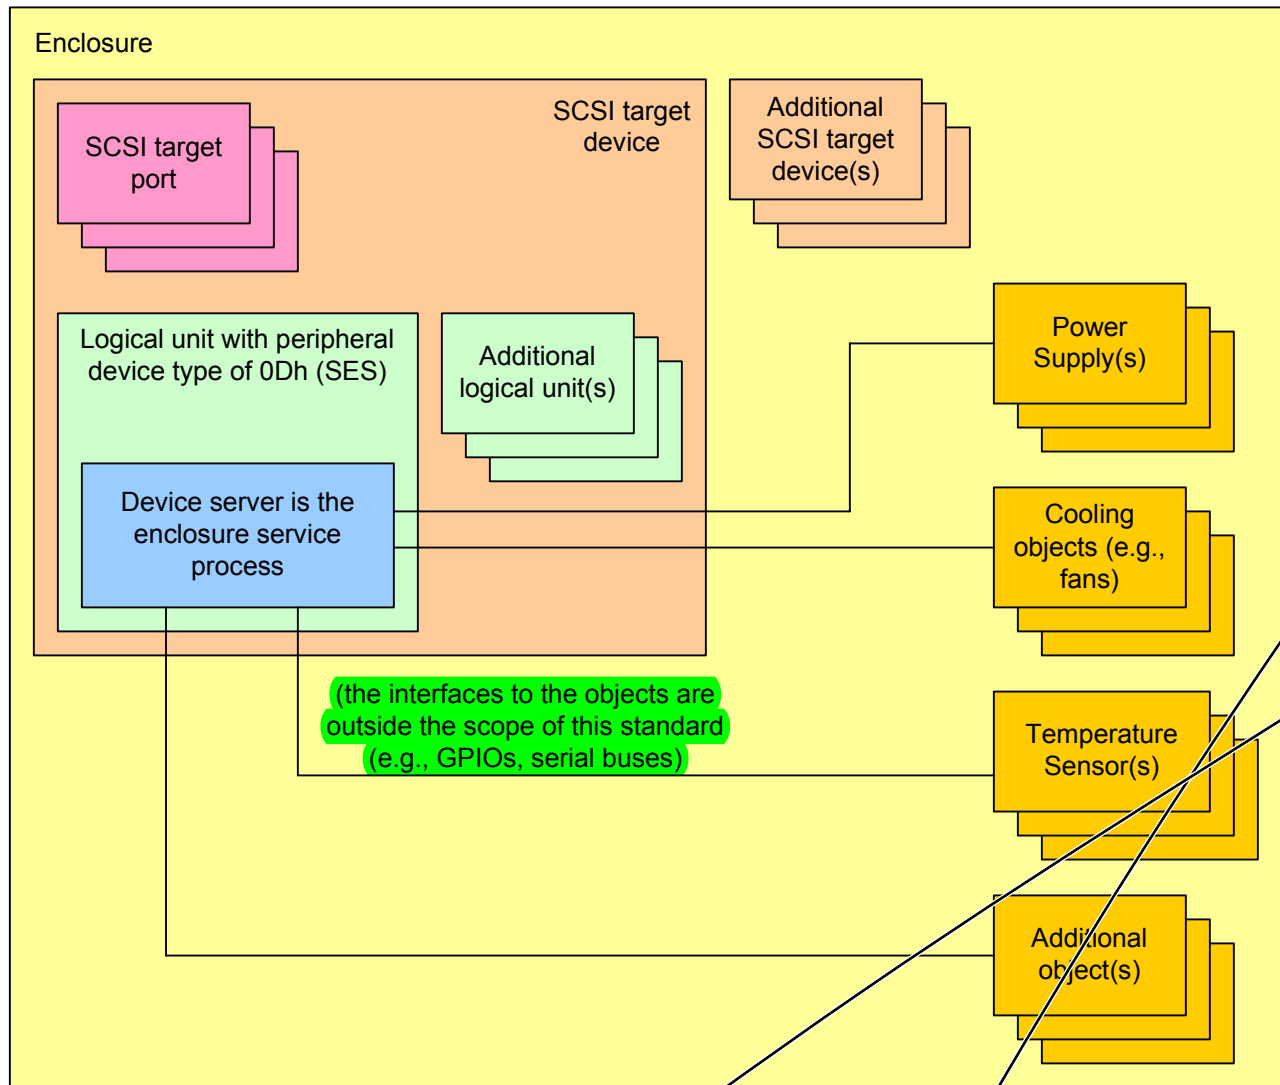 Enclosure
SCSI target
device
SCSI target
port
Additional
SCSI target
device(s)
Logical unit with peripheral
device type of 0Dh (SES)
Additional
logical unit(s)
Power
Supply(s)
Device server is the
enclosure service
process
Cooling
objects (e.g.,
fans)
(the interfaces to the objects are
outside the scope of this standard
(e.g., GPIOs, serial buses)
Temperature
Sensor(s)
Additional
object(s)